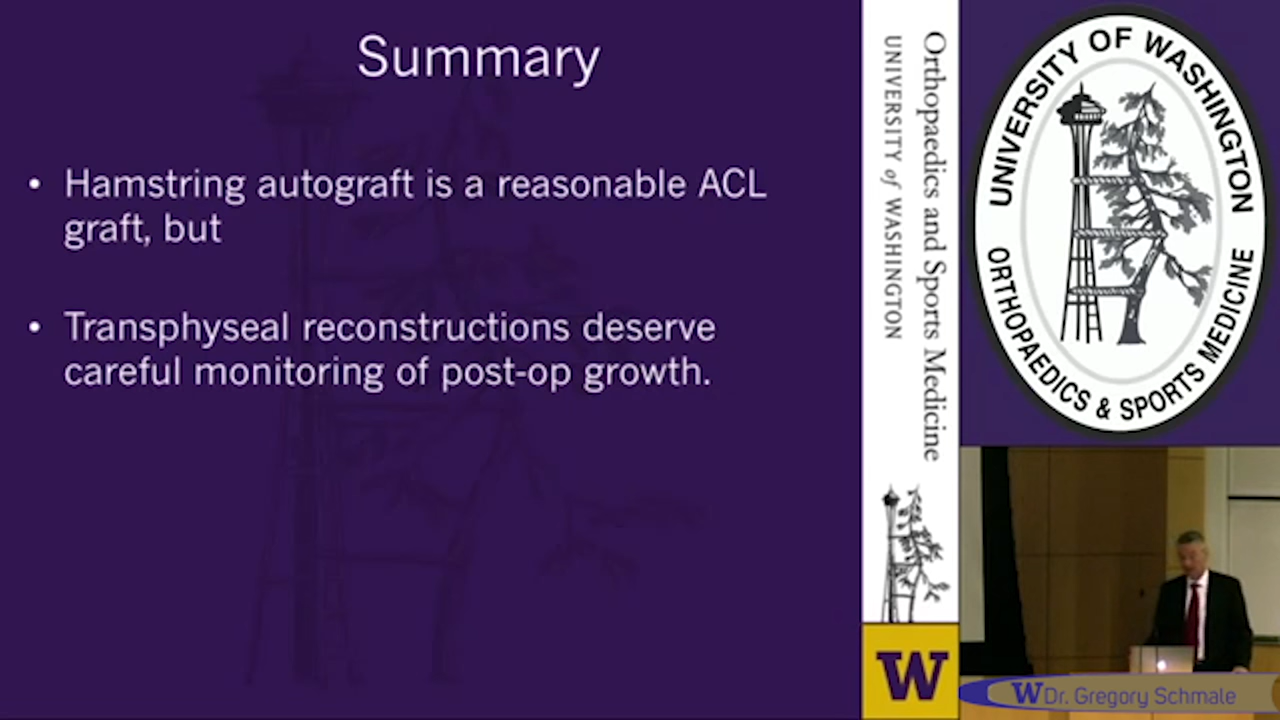 Summary
• Hamstring autograft is a reasonable ACL
graft, but
• Transphyseal reconstructions deserve
careful monitoring of post-op growth.
Orthopaedics and Sports Medicine
UNIVERSITY of WASHINGTON
W
UNIVERSITY OF WASHINGTON
ORTHOPAEDICS & SPORTS MEDICINE
W Dr. Gregory Schmale